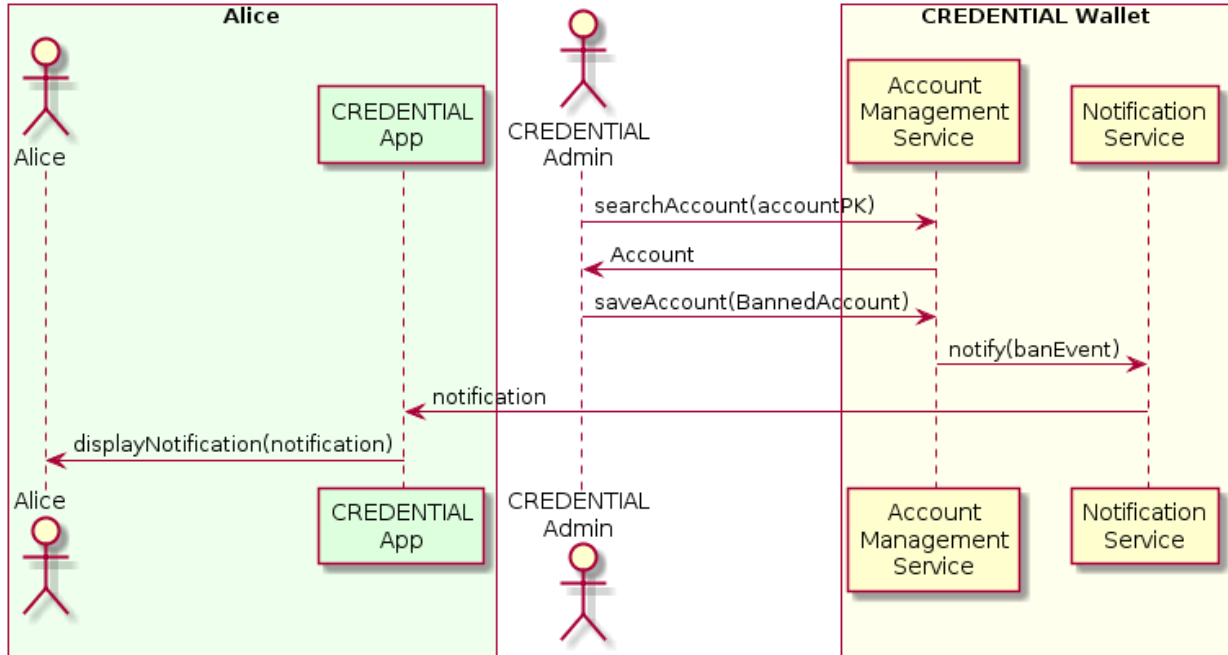 Alice
CREDENTIAL Wallet
Alice
CREDENTIAL
App
CREDENTIAL
Admin
Account
Management
Service
Notification
Service
searchAccount(accountPK)
Account
saveAccount(BannedAccount)
notify(banEvent)
notification
displayNotification(notification)
Alice
CREDENTIAL
App
CREDENTIAL
Admin
Account
Management
Service
Notification
Service